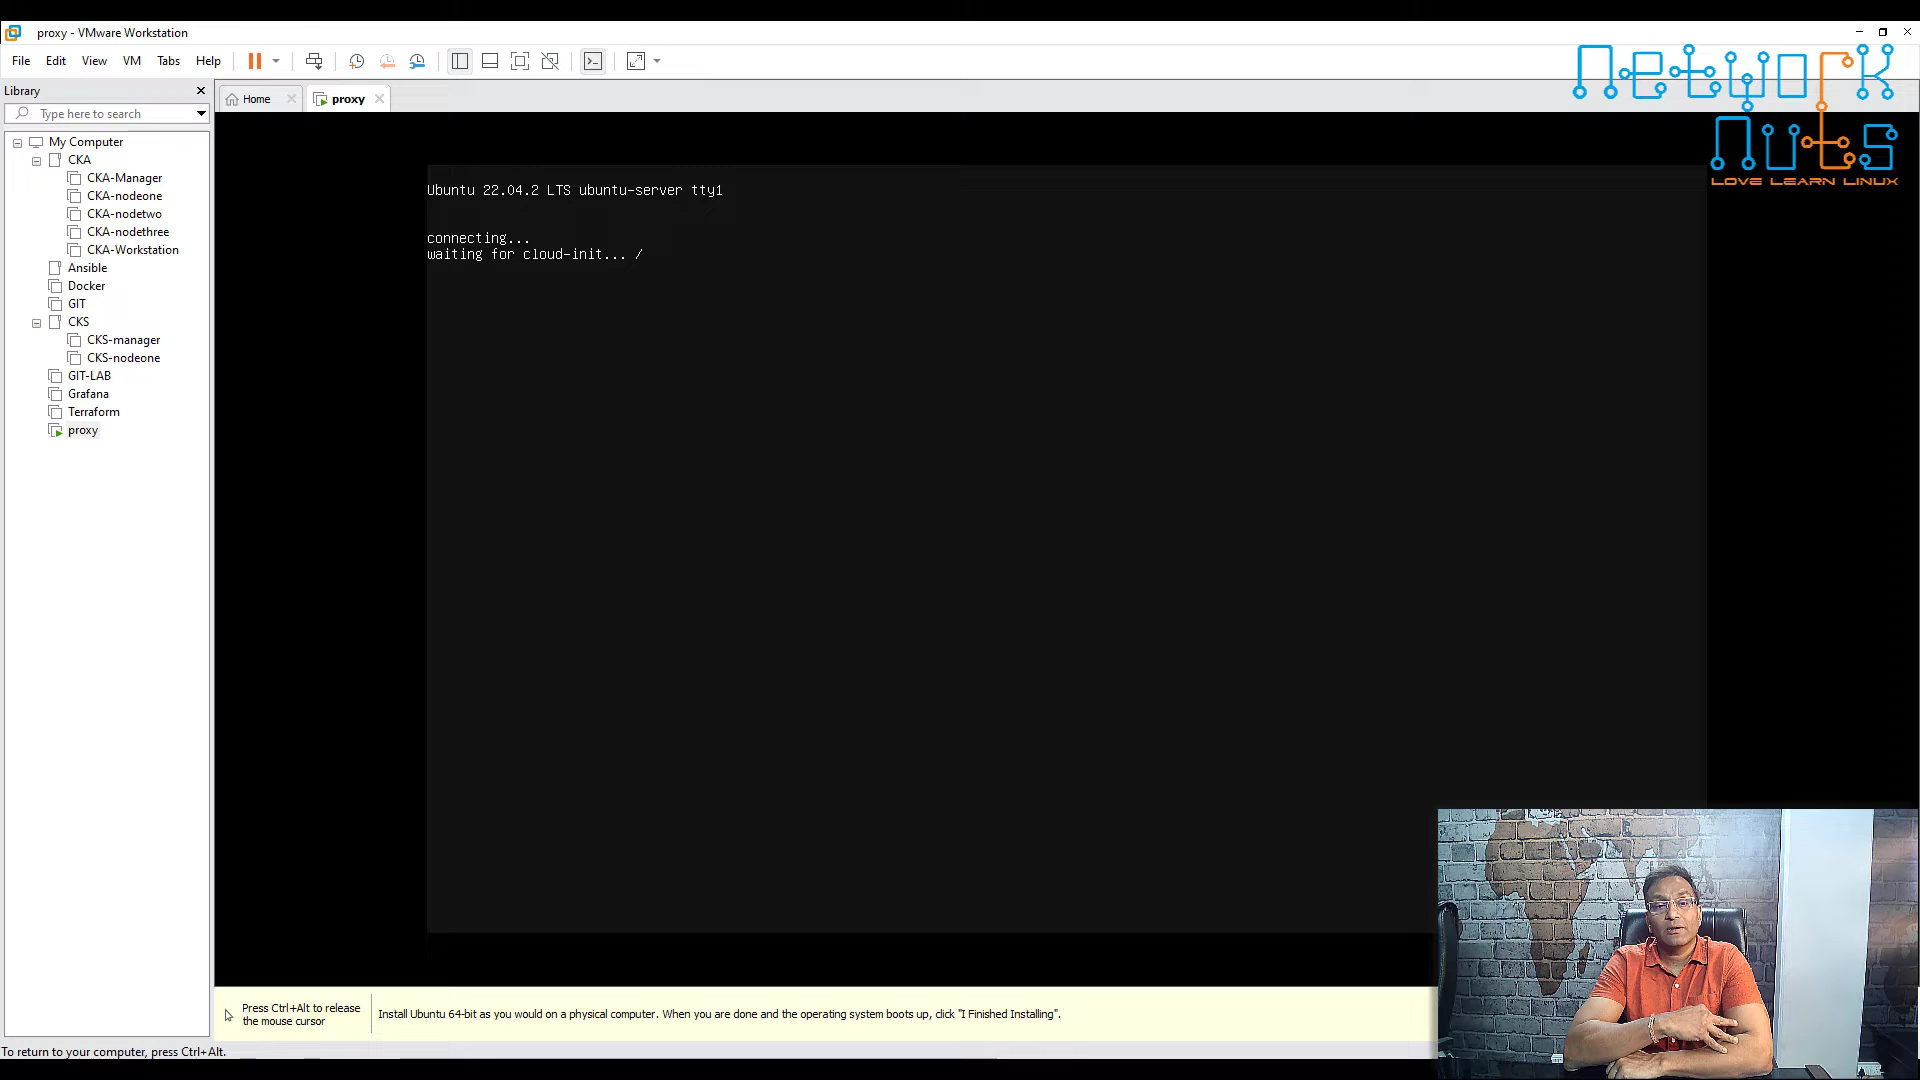 proxy - VMware Workstation
File Edit View VM Tabs Help
Library
Type here to search
My Computer
CKA
CKA-Manager
CKA-nodeone
CKA-nodetwo
CKA-nodethree
CKA-Workstation
Ansible
Docker
GIT
CKS
CKS-manager
CKS-nodeone
GIT-LAB
Grafana
Terraform
proxy
Home
proxy
Ubuntu 22.04.2 LTS ubuntu-server tty1
connecting...
waiting for cloud-init... /
network
nuts
LOVE LEARN LINUX
Press Ctrl+Alt to release
the mouse cursor
Install Ubuntu 64-bit as you would on a physical computer. When you are done and the operating system boots up, click "I Finished Installing".
To return to your computer, press Ctrl+Alt.